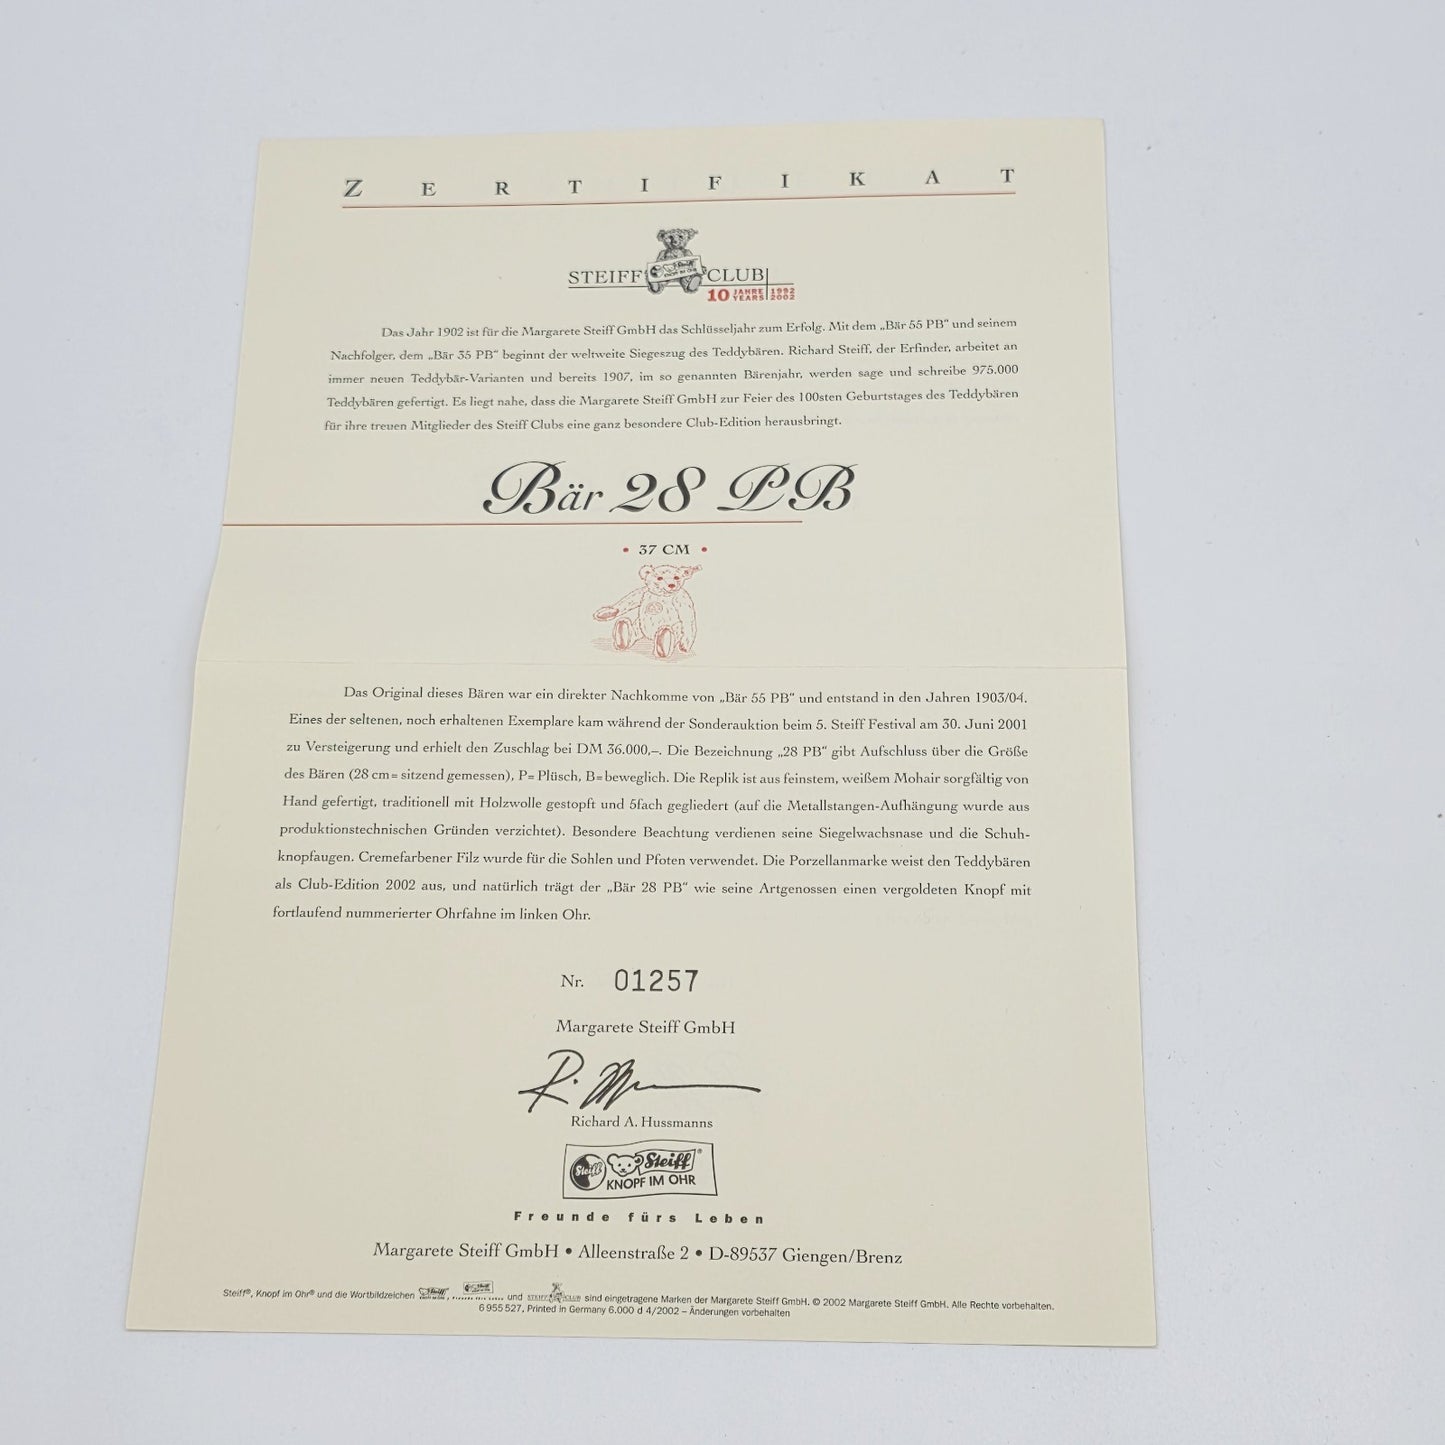 ZERTIFIKAT
STEIFF CLUB
10 JAHRE YEARS 1992 2002
Das Jahr 1902 ist für die Margarete Steiff GmbH das Schlüsseljahr zum Erfolg. Mit dem „Bär 55 PB“ und seinem
Nachfolger, dem „Bär 35 PB“ beginnt der weltweite Siegeszug des Teddybären. Richard Steiff, der Erfinder, arbeitet an
immer neuen Teddybär-Varianten und bereits 1907, im so genannten Bärenjahr, werden sage und schreibe 975.000
Teddybären gefertigt. Es liegt nahe, dass die Margarete Steiff GmbH zur Feier des 100sten Geburtstages des Teddybären
für ihre treuen Mitglieder des Steiff Clubs eine ganz besondere Club-Edition herausbringt.
Bär 28 PB
• 37 CM •
Das Original dieses Bären war ein direkter Nachkomme von „Bär 55 PB“ und entstand in den Jahren 1903/04.
Eines der seltenen, noch erhaltenen Exemplare kam während der Sonderauktion beim 5. Steiff Festival am 30. Juni 2001
zu Versteigerung und erhielt den Zuschlag bei DM 36.000,–. Die Bezeichnung „28 PB“ gibt Aufschluss über die Größe
des Bären (28 cm = sitzend gemessen), P= Plüsch, B=beweglich. Die Replik ist aus feinstem, weißem Mohair sorgfältig von
Hand gefertigt, traditionell mit Holzwolle gestopft und 5fach gegliedert (auf die Metallstangen-Aufhängung wurde aus
produktionstechnischen Gründen verzichtet). Besondere Beachtung verdienen seine Siegelwachsnase und die Schuh-
knopfaugen. Cremefarbener Filz wurde für die Sohlen und Pfoten verwendet. Die Porzellanmarke weist den Teddybären
als Club-Edition 2002 aus, und natürlich trägt der „Bär 28 PB“ wie seine Artgenossen einen vergoldeten Knopf mit
fortlaufend nummerierter Ohrfahne im linken Ohr.
Nr. 01257
Margarete Steiff GmbH
Richard A. Hussmanns
Steiff Steiff®
KNOPF IM OHR
Freunde fürs Leben
Margarete Steiff GmbH • Alleenstraße 2 • D-89537 Giengen/Brenz
Steiff®, Knopf im Ohr® und die Wortbildzeichen , und sind eingetragene Marken der Margarete Steiff GmbH. © 2002 Margarete Steiff GmbH. Alle Rechte vorbehalten.
6 955 527, Printed in Germany 6.000 d 4/2002 – Änderungen vorbehalten